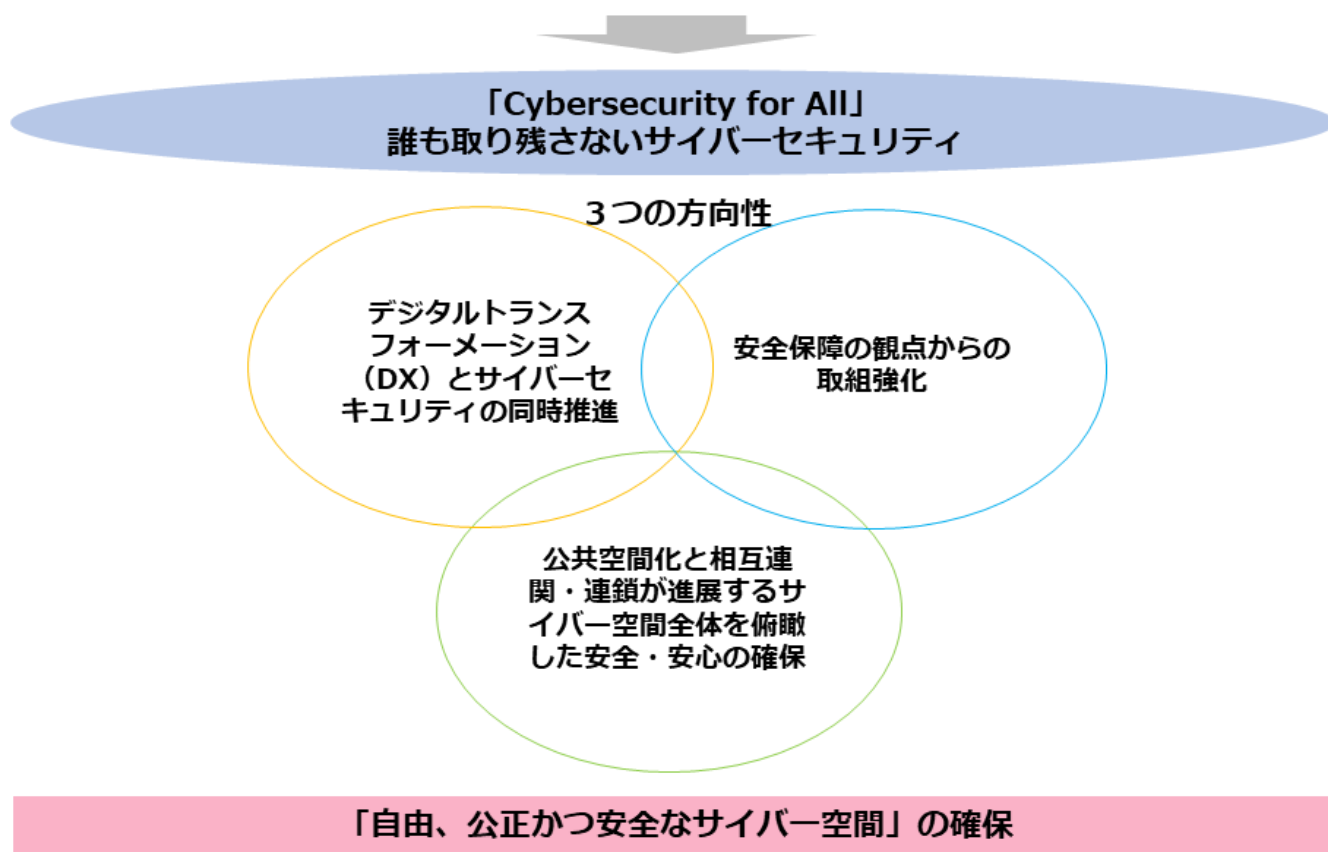 「Cybersecurity for All」
誰も取り残さないサイバーセキュリティ
３つの方向性
デジタルトランス
フォーメーション
（DX）とサイバーセ
キュリティの同時推進
安全保障の観点からの
取組強化
公共空間化と相互連
関・連鎖が進展するサ
イバー空間全体を俯瞰
した安全・安心の確保
「自由、公正かつ安全なサイバー空間」の確保